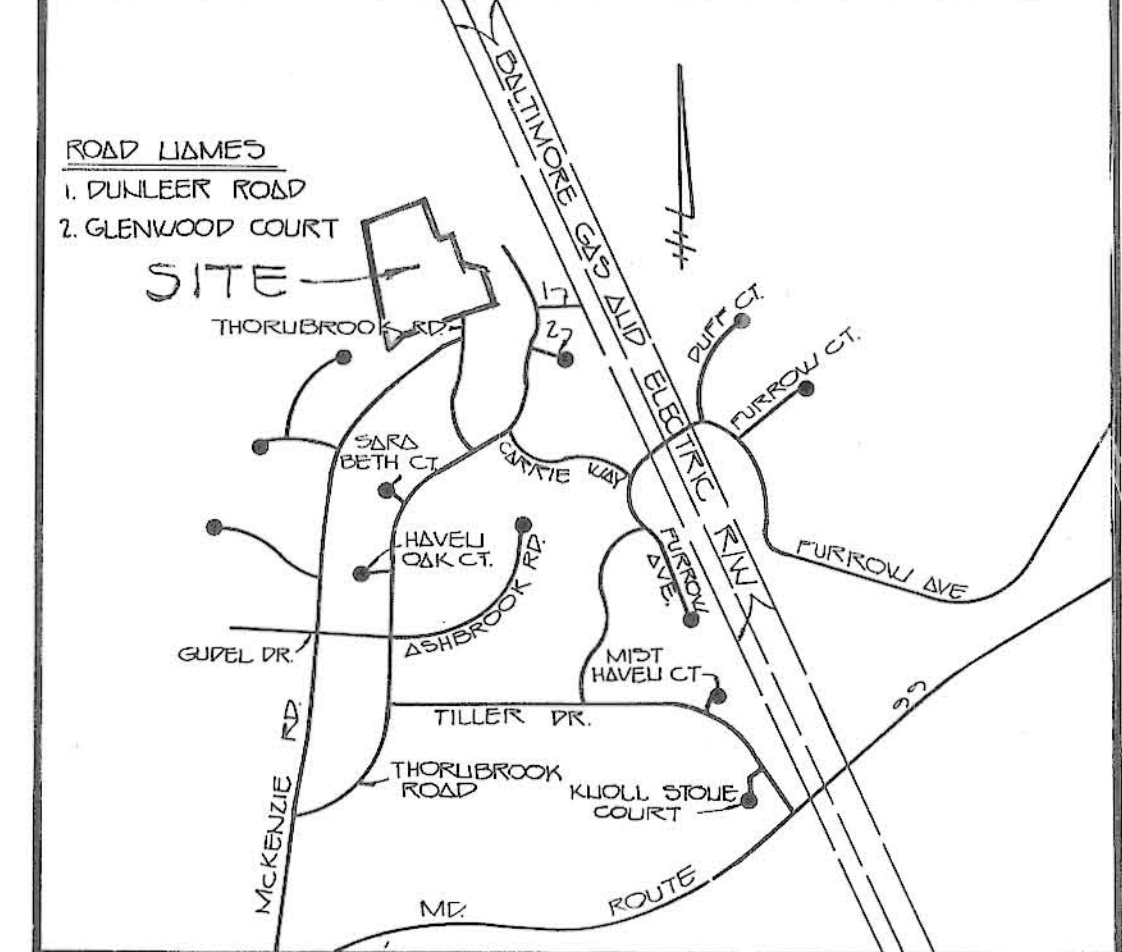 ROAD NAMES
1. DUNLEER ROAD
2. GLENWOOD COURT
SITE
THORNBROOK RD.
BALTIMORE GAS AND ELECTRIC R/W
1
2
DUFF CT.
FURROW CT.
SARA
BETH CT.
CARRIE WAY
HAVEN
OAK CT.
ASHBROOK RD.
FURROW
AVE.
FURROW AVE
GUDEL DR.
MIST
HAVEN CT
TILLER DR.
McKENZIE RD.
THORNBROOK
ROAD
KNOLL STONE
COURT
MD. ROUTE 99